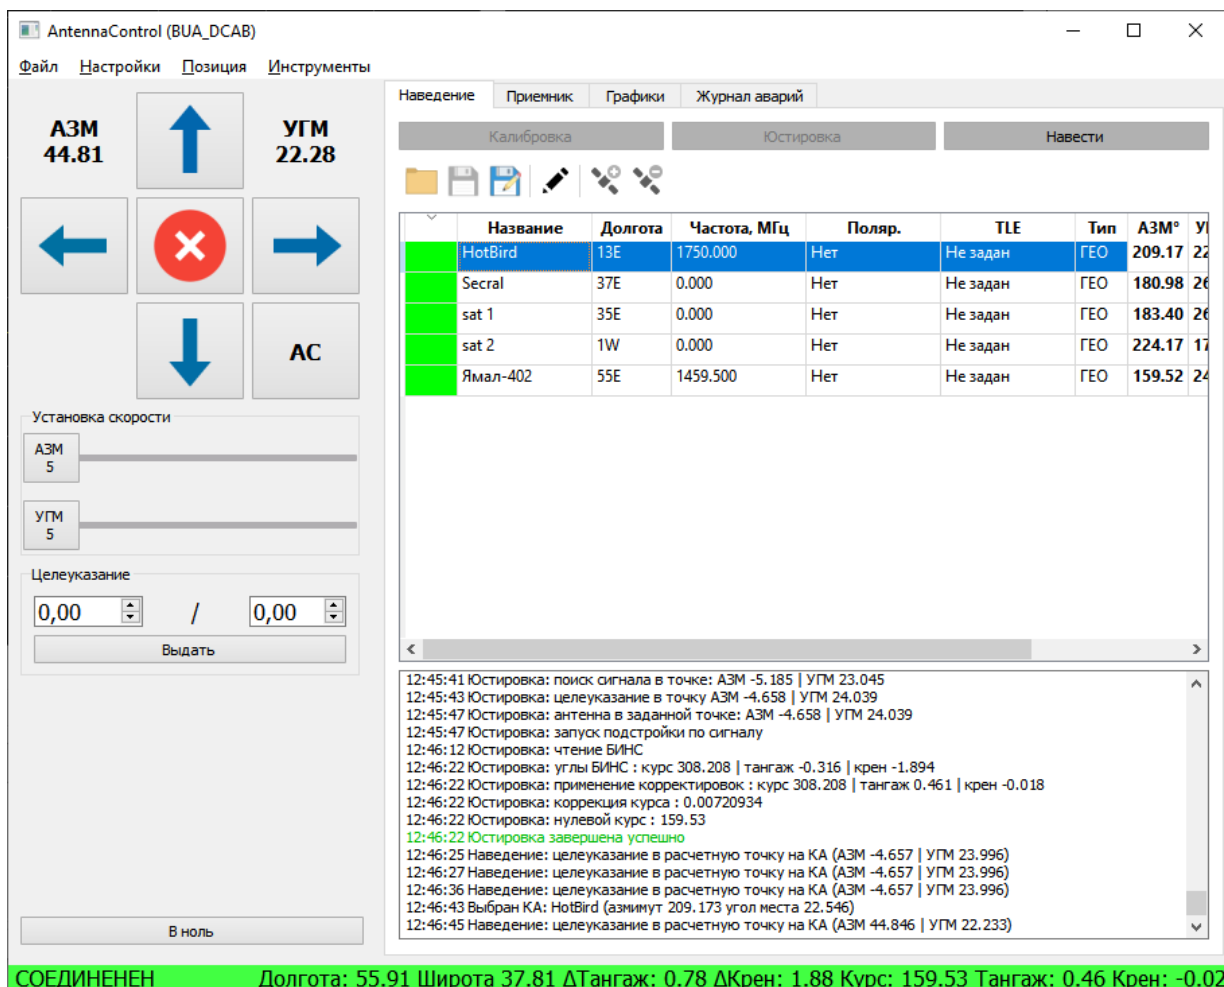 AntennaControl (BUA_DCAB)
Файл Настройки Позиция Инструменты
АЗМ
44.81
УГМ
22.28
АС
Установка скорости
АЗМ
5
УГМ
5
Целеуказание
0,00 / 0,00
Выдать
В ноль
Наведение Приемник Графики Журнал аварий
Калибровка Юстировка Навести
Название Долгота Частота, МГц Поляр. TLE Тип АЗМ° У
HotBird 13E 1750.000 Нет Не задан ГЕО 209.17 22
Secral 37E 0.000 Нет Не задан ГЕО 180.98 26
sat 1 35E 0.000 Нет Не задан ГЕО 183.40 26
sat 2 1W 0.000 Нет Не задан ГЕО 224.17 17
Ямал-402 55E 1459.500 Нет Не задан ГЕО 159.52 24
12:45:41 Юстировка: поиск сигнала в точке: АЗМ -5.185 | УГМ 23.045
12:45:43 Юстировка: целеуказание в точку АЗМ -4.658 | УГМ 24.039
12:45:47 Юстировка: антенна в заданной точке: АЗМ -4.658 | УГМ 24.039
12:45:47 Юстировка: запуск подстройки по сигналу
12:46:12 Юстировка: чтение БИНС
12:46:22 Юстировка: углы БИНС : курс 308.208 | тангаж -0.316 | крен -1.894
12:46:22 Юстировка: применение корректировок : курс 308.208 | тангаж 0.461 | крен -0.018
12:46:22 Юстировка: коррекция курса : 0.00720934
12:46:22 Юстировка: нулевой курс : 159.53
12:46:22 Юстировка завершена успешно
12:46:25 Наведение: целеуказание в расчетную точку на КА (АЗМ -4.657 | УГМ 23.996)
12:46:27 Наведение: целеуказание в расчетную точку на КА (АЗМ -4.657 | УГМ 23.996)
12:46:36 Наведение: целеуказание в расчетную точку на КА (АЗМ -4.657 | УГМ 23.996)
12:46:43 Выбран КА: HotBird (азмимут 209.173 угол места 22.546)
12:46:45 Наведение: целеуказание в расчетную точку на КА (АЗМ 44.846 | УГМ 22.233)
СОЕДИНЕНЕН Долгота: 55.91 Широта 37.81 ΔТангаж: 0.78 ΔКрен: 1.88 Курс: 159.53 Тангаж: 0.46 Крен: -0.02